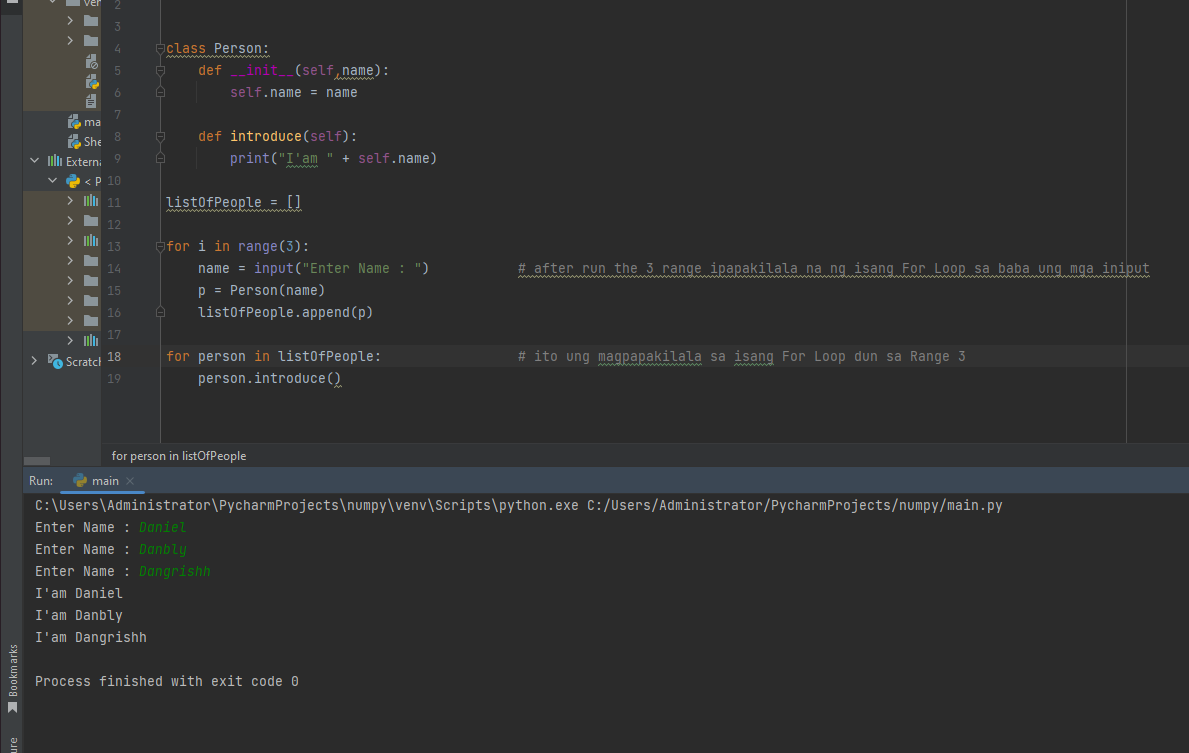 ven
2
3
4 class Person:
5 def __init__(self,name):
6 self.name = name
7
ma
8 def introduce(self):
She
9 print("I'am " + self.name)
Externa
10
< P
11 listOfPeople = []
12
13 for i in range(3):
14 name = input("Enter Name : ") # after run the 3 range ipapakilala na ng isang For Loop sa baba ung mga iniput
15 p = Person(name)
16 listOfPeople.append(p)
17
18 for person in listOfPeople: # ito ung magpapakilala sa isang For Loop dun sa Range 3
Scratch
19 person.introduce()
for person in listOfPeople
Run: main
C:\Users\Administrator\PycharmProjects\numpy\venv\Scripts\python.exe C:/Users/Administrator/PycharmProjects/numpy/main.py
Enter Name : Daniel
Enter Name : Danbly
Enter Name : Dangrishh
I'am Daniel
I'am Danbly
I'am Dangrishh
Process finished with exit code 0
Bookmarks
ure